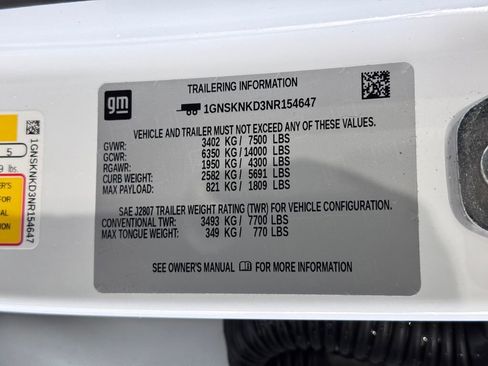 TRAILERING INFORMATION
gm
1GNSKNKD3NR154647
VEHICLE AND TRAILER MUST NOT EXCEED ANY OF THESE VALUES.
GVWR: 3402 KG / 7500 LBS
GCWR: 6350 KG / 14000 LBS
RGAWR: 1950 KG / 4300 LBS
CURB WEIGHT: 2582 KG / 5691 LBS
MAX PAYLOAD: 821 KG / 1809 LBS
SAE J2807 TRAILER WEIGHT RATING (TWR) FOR VEHICLE CONFIGURATION.
CONVENTIONAL TWR: 3493 KG / 7700 LBS
MAX TONGUE WEIGHT: 349 KG / 770 LBS
SEE OWNER'S MANUAL FOR MORE INFORMATION
5
lbs.
1GNSKNKD3NR154647